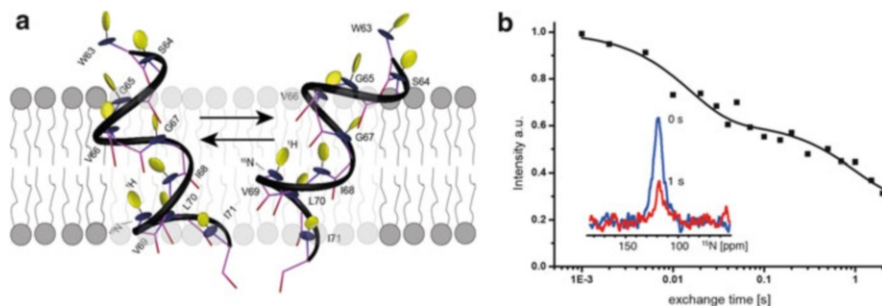 a
W63
S64
G65
V66
G67
I68
¹H
L70
I71
¹⁵N
V69
W63
S64
G65
V66
G67
¹H
¹⁵N
I68
V69
L70
I71
b
Intensity a.u.
1.0
0.8
0.6
0.4
0.2
0.0
0 s
1 s
150
100
¹⁵N [ppm]
1E-3
0.01
0.1
1
exchange time [s]